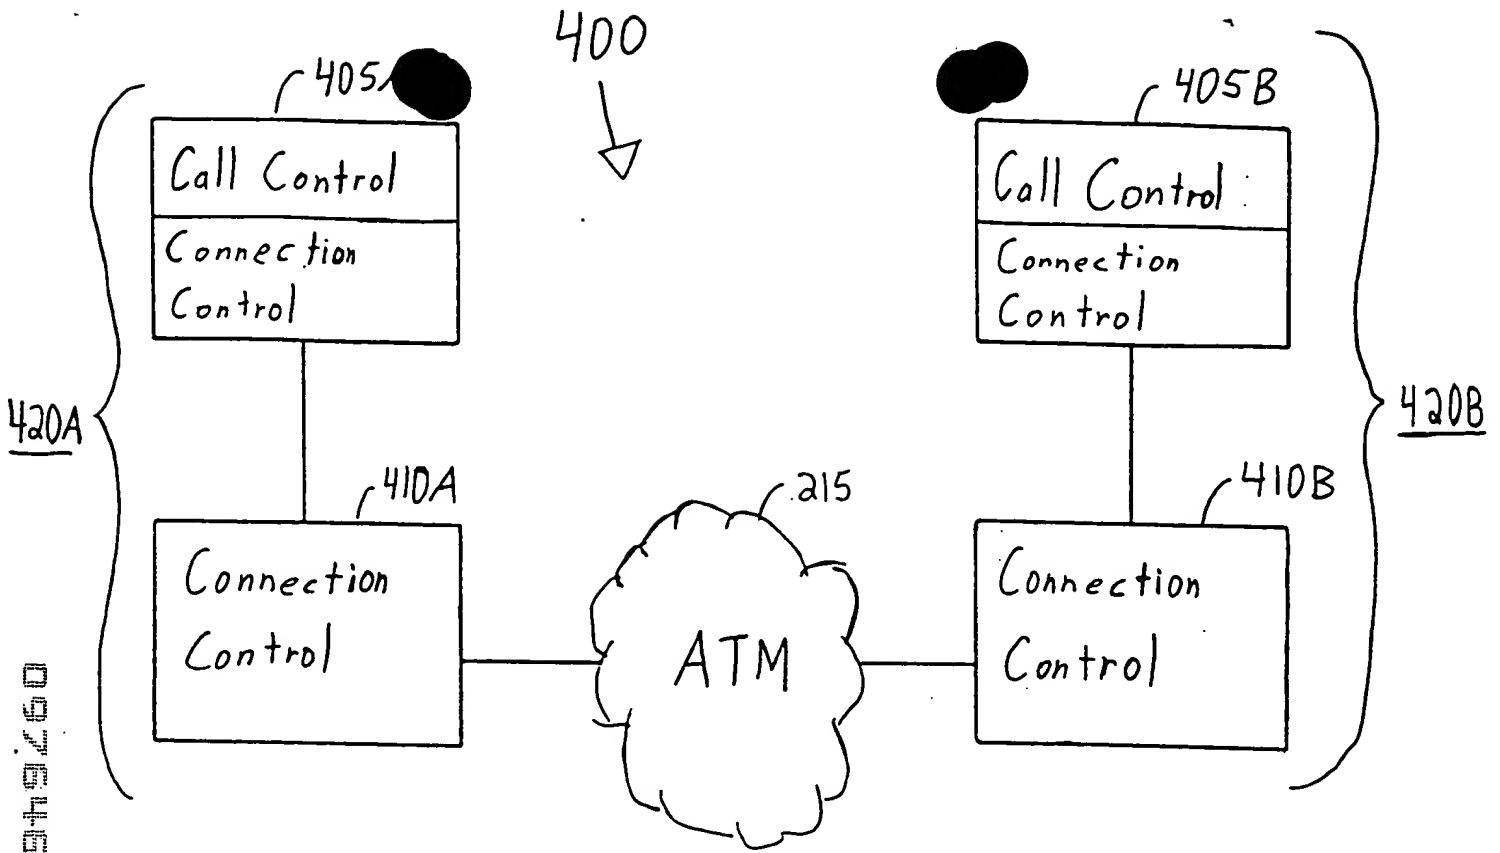 400
405A
405B
Call Control
Call Control
Connection
Control
Connection
Control
420A
420B
410A
215
410B
Connection
Control
ATM
Connection
Control